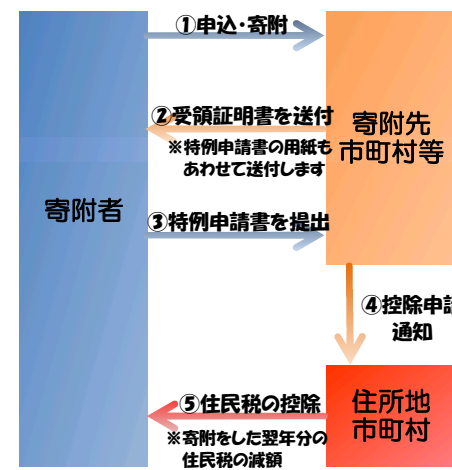 ①申込・寄附
②受領証明書を送付
※特例申請書の用紙も
あわせて送付します
寄附先
市町村等
寄附者
③特例申請書を提出
④控除申請
通知
⑤住民税の控除
※寄附をした翌年分の
住民税の減額
住所地
市町村